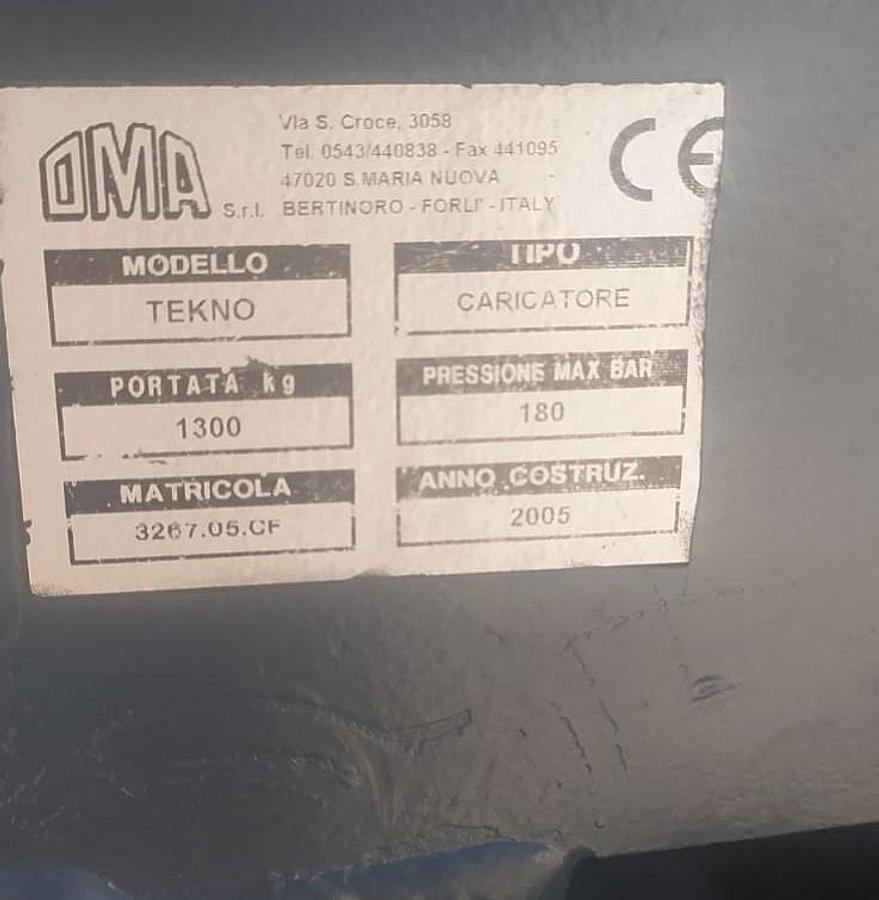 OMA S.r.l.
Via S. Croce, 3058
Tel. 0543/440838 - Fax 441095
47020 S.MARIA NUOVA -
BERTINORO - FORLI' - ITALY
CE
MODELLO
TEKNO
TIPO
CARICATORE
PORTATA kg
1300
PRESSIONE MAX BAR
180
MATRICOLA
3267.05.CF
ANNO COSTRUZ.
2005